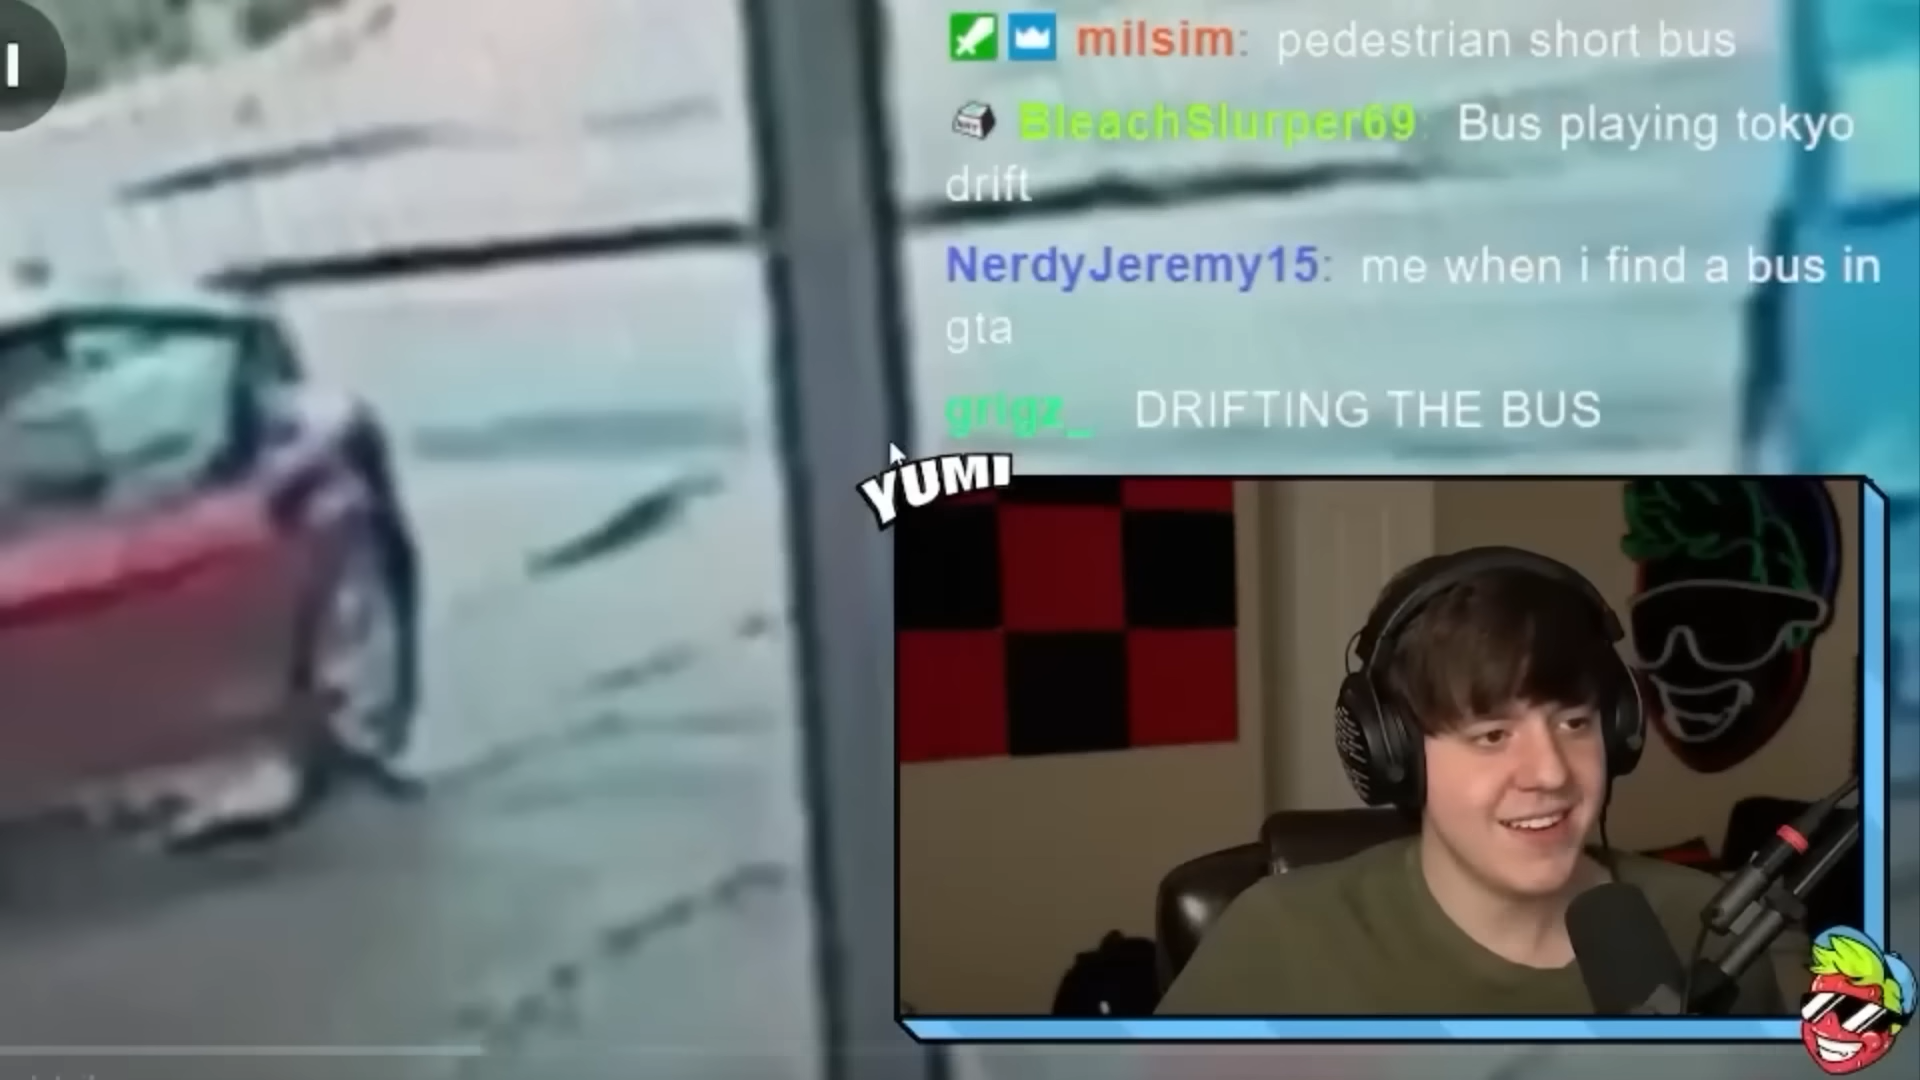 milsim: pedestrian short bus
BleachSlurper69: Bus playing tokyo
drift
NerdyJeremy15: me when i find a bus in
gta
grigz_ DRIFTING THE BUS
YUMI